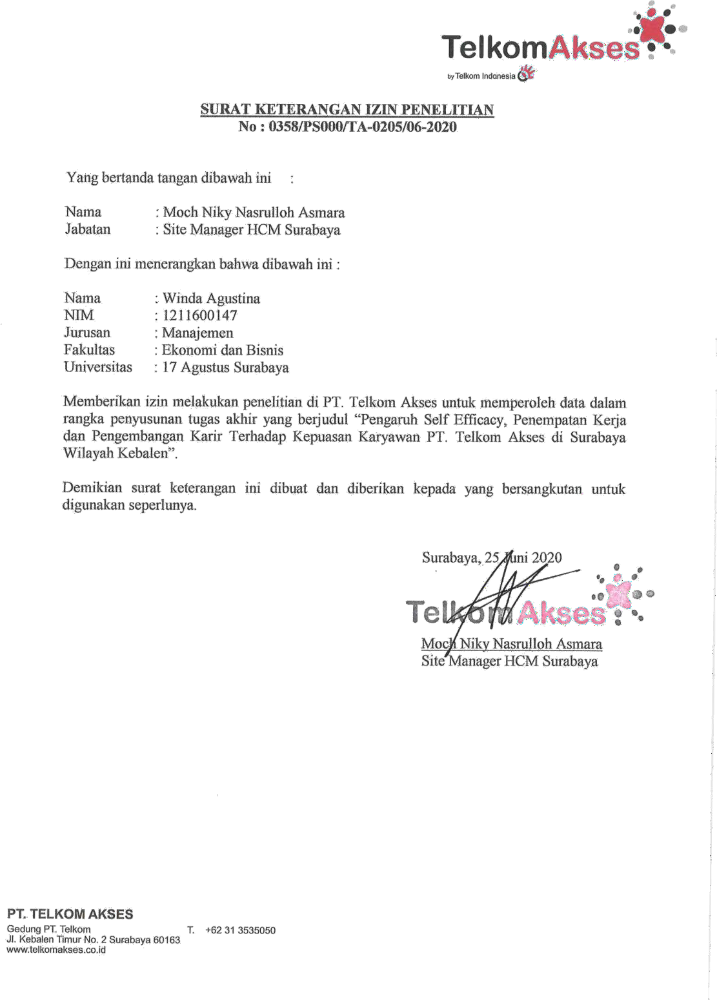 TelkomAkses
by Telkom Indonesia
SURAT KETERANGAN IZIN PENELITIAN
No : 0358/PS000/TA-0205/06-2020
Yang bertanda tangan dibawah ini :
Nama : Moch Niky Nasrulloh Asmara
Jabatan : Site Manager HCM Surabaya
Dengan ini menerangkan bahwa dibawah ini :
Nama : Winda Agustina
NIM : 1211600147
Jurusan : Manajemen
Fakultas : Ekonomi dan Bisnis
Universitas : 17 Agustus Surabaya
Memberikan izin melakukan penelitian di PT. Telkom Akses untuk memperoleh data dalam
rangka penyusunan tugas akhir yang berjudul “Pengaruh Self Efficacy, Penempatan Kerja
dan Pengembangan Karir Terhadap Kepuasan Karyawan PT. Telkom Akses di Surabaya
Wilayah Kebalen”.
Demikian surat keterangan ini dibuat dan diberikan kepada yang bersangkutan untuk
digunakan seperlunya.
Surabaya, 25 Juni 2020
TelkomAkses
Moch Niky Nasrulloh Asmara
Site Manager HCM Surabaya
PT. TELKOM AKSES
Gedung PT. Telkom T. +62 31 3535050
Jl. Kebalen Timur No. 2 Surabaya 60163
www.telkomakses.co.id